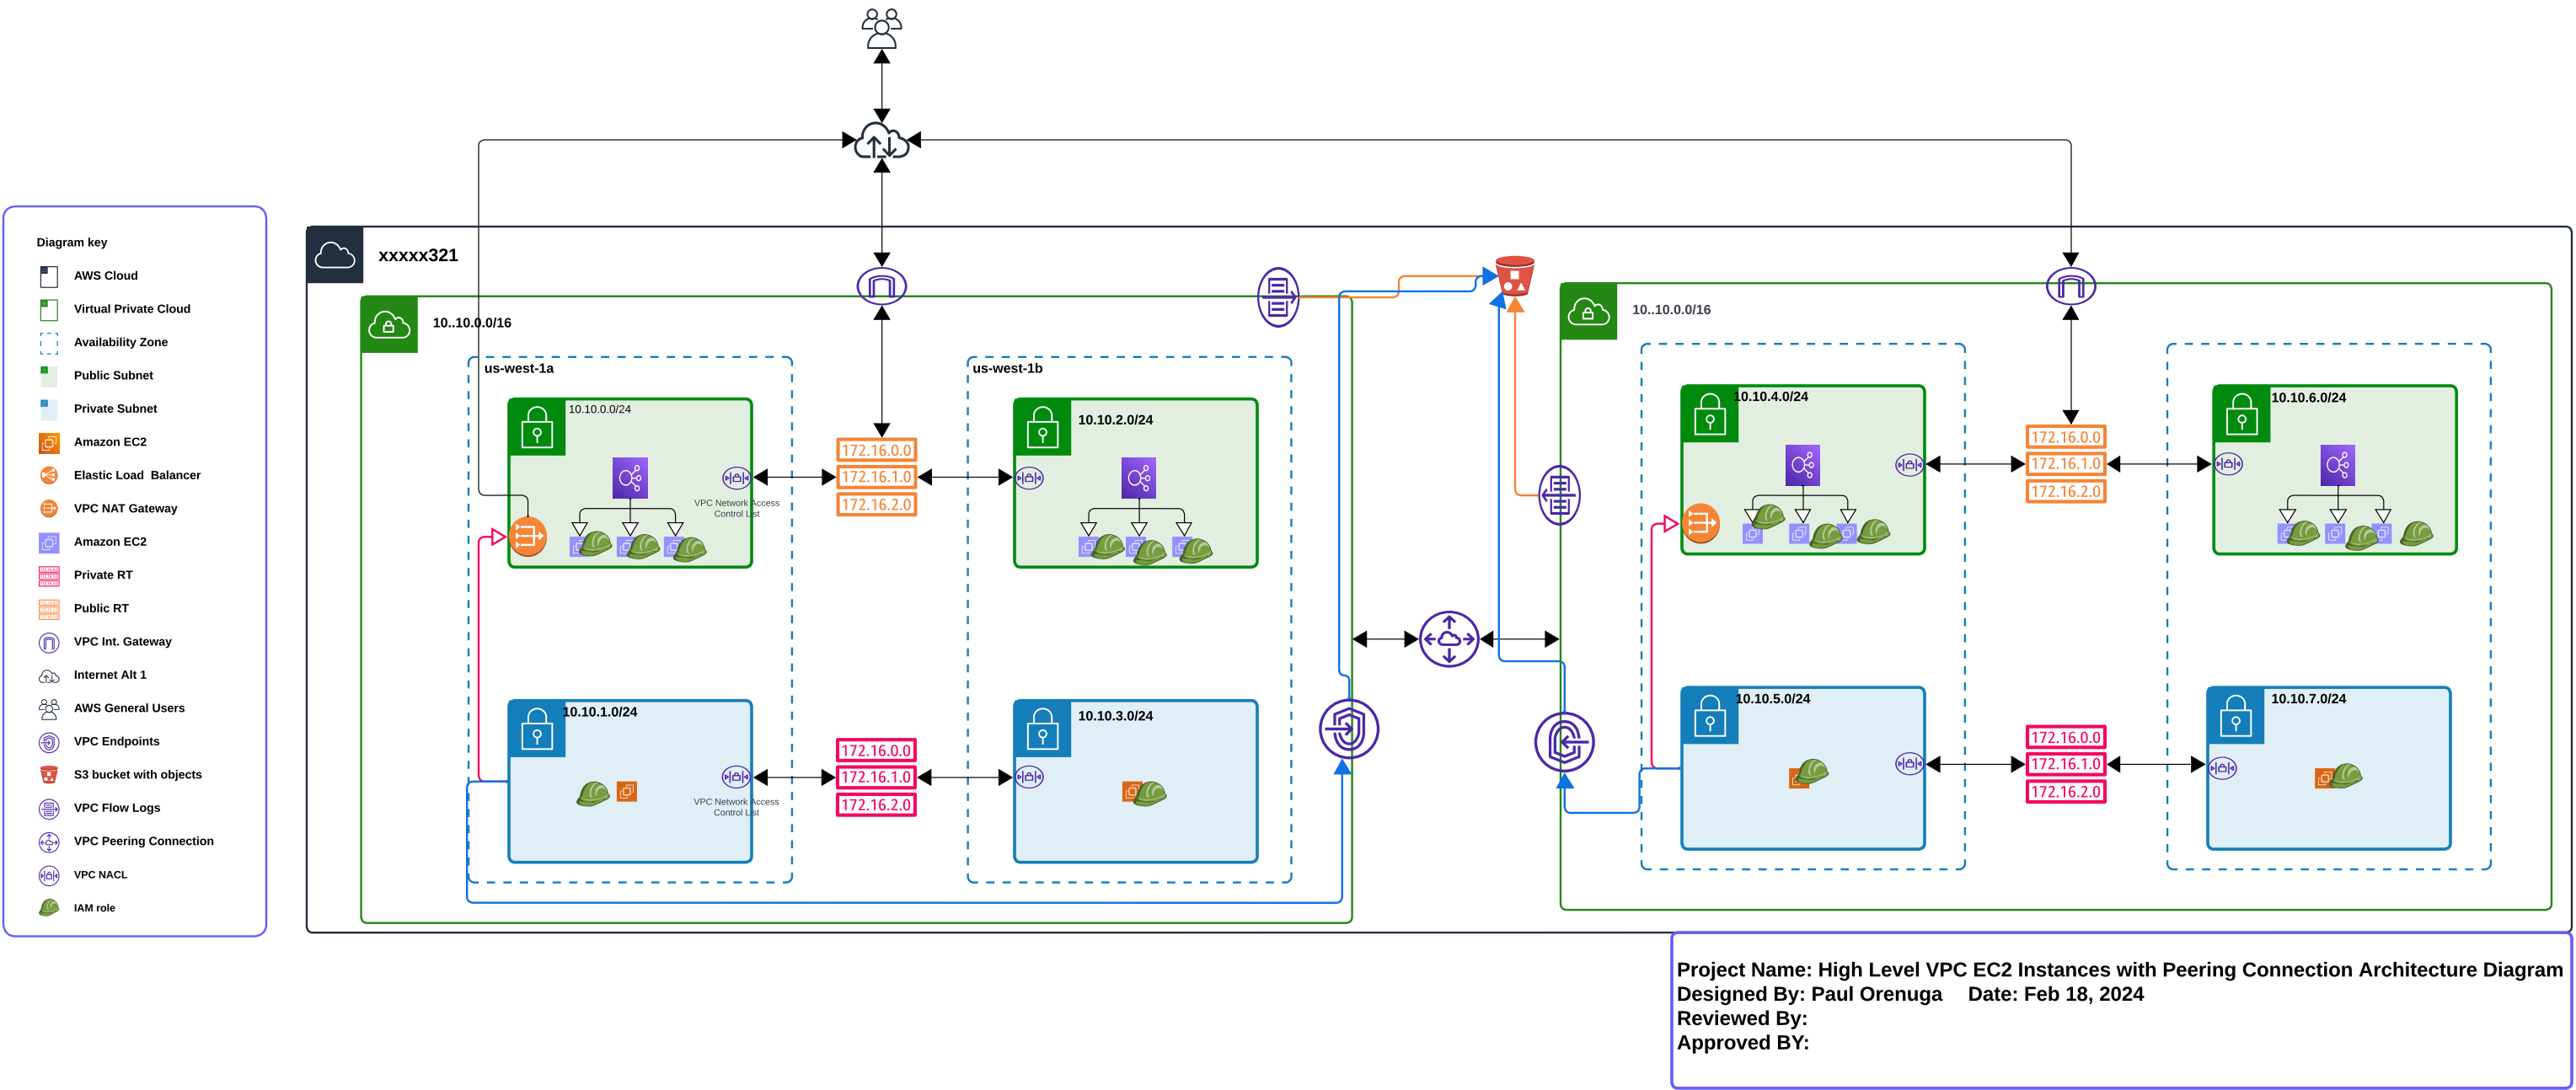 Diagram key
AWS Cloud
Virtual Private Cloud
Availability Zone
Public Subnet
Private Subnet
Amazon EC2
Elastic Load  Balancer
VPC NAT Gateway
Amazon EC2
Private RT
Public RT
VPC Int. Gateway
Internet Alt 1
AWS General Users
VPC Endpoints
S3 bucket with objects
VPC Flow Logs
VPC Peering Connection
VPC NACL
IAM role
xxxxx321
10..10.0.0/16
us-west-1a
us-west-1b
10.10.0.0/24
10.10.2.0/24
172.16.0.0
172.16.1.0
172.16.2.0
VPC Network Access
Control List
10.10.1.0/24
10.10.3.0/24
172.16.0.0
172.16.1.0
172.16.2.0
VPC Network Access
Control List
10..10.0.0/16
10.10.4.0/24
10.10.6.0/24
172.16.0.0
172.16.1.0
172.16.2.0
10.10.5.0/24
10.10.7.0/24
172.16.0.0
172.16.1.0
172.16.2.0
Project Name: High Level VPC EC2 Instances with Peering Connection Architecture Diagram
Designed By: Paul Orenuga    Date: Feb 18, 2024
Reviewed By:
Approved BY: